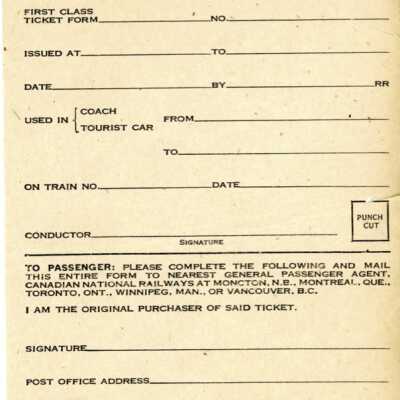 FIRST CLASS
TICKET FORM NO.
ISSUED AT TO
DATE BY RR
USED IN { COACH FROM
TOURIST CAR
TO
ON TRAIN NO. DATE
PUNCH
CUT
CONDUCTOR
SIGNATURE
TO PASSENGER: PLEASE COMPLETE THE FOLLOWING AND MAIL
THIS ENTIRE FORM TO NEAREST GENERAL PASSENGER AGENT,
CANADIAN NATIONAL RAILWAYS AT MONCTON, N.B., MONTREAL, QUE.,
TORONTO, ONT., WINNIPEG, MAN., OR VANCOUVER, B.C.
I AM THE ORIGINAL PURCHASER OF SAID TICKET.
SIGNATURE
POST OFFICE ADDRESS